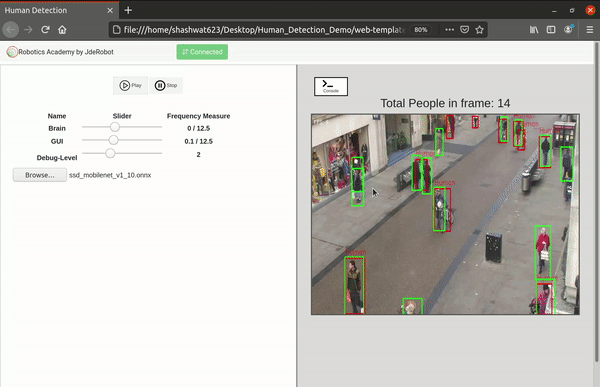 Human Detection
file:///home/shashwat623/Desktop/Human_Detection_Demo/web-templat
80%
Robotics Academy by JdeRobot
Connected
Play
Stop
Console
Total People in frame: 14
Name Slider Frequency Measure
Brain 0 / 12.5
GUI 0.1 / 12.5
Debug-Level 2
Browse... ssd_mobilenet_v1_10.onnx
Human